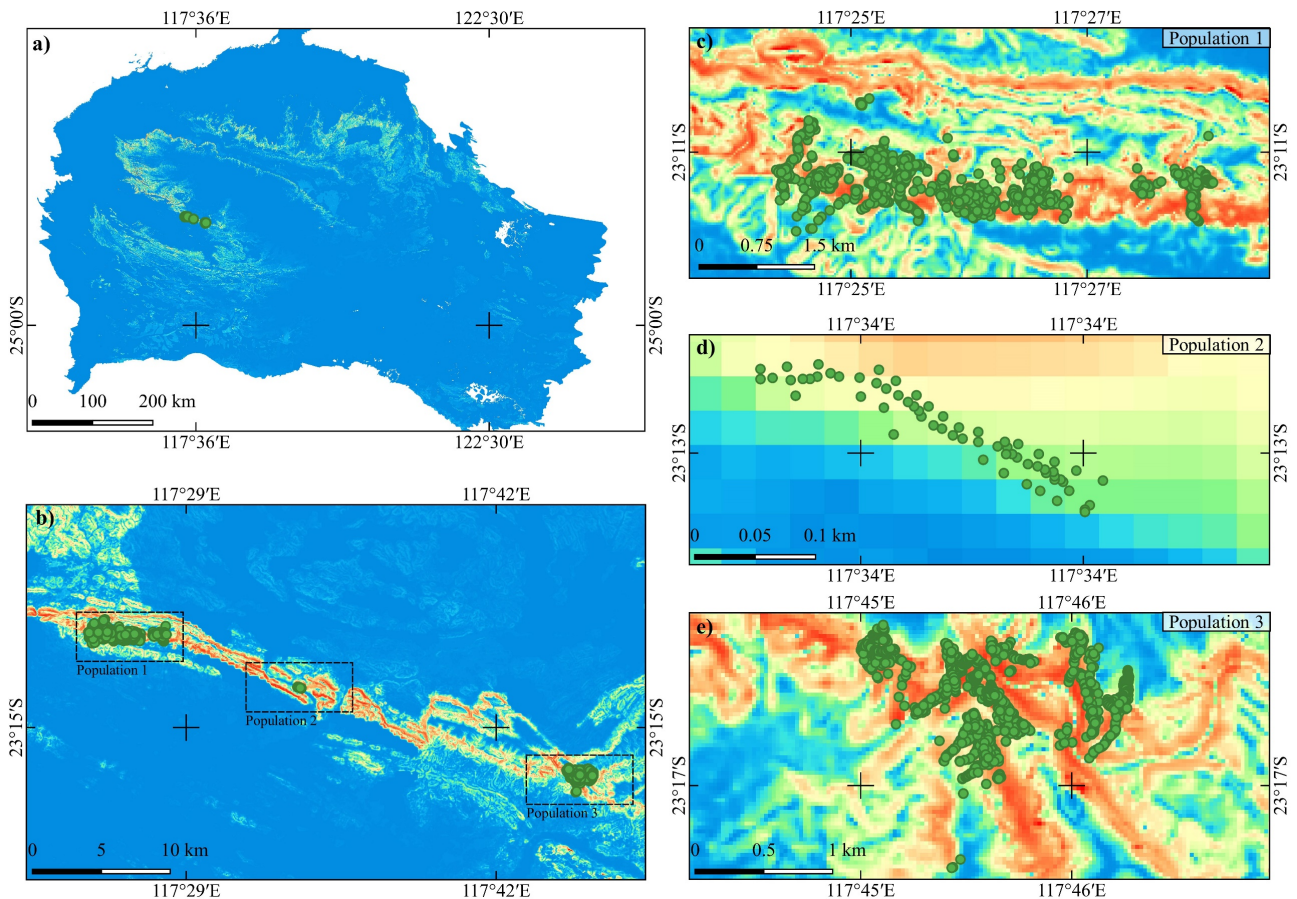 117°36′E 122°30′E
a)
25°00′S 25°00′S
0 100 200 km
117°36′E 122°30′E
117°29′E 117°42′E
b)
Population 1
Population 2
23°15′S 23°15′S
Population 3
0 5 10 km
117°29′E 117°42′E
117°25′E 117°27′E
c) Population 1
23°11′S 23°11′S
0 0.75 1.5 km
117°25′E 117°27′E
117°34′E 117°34′E
d) Population 2
23°13′S 23°13′S
0 0.05 0.1 km
117°34′E 117°34′E
117°45′E 117°46′E
e) Population 3
23°17′S 23°17′S
0 0.5 1 km
117°45′E 117°46′E